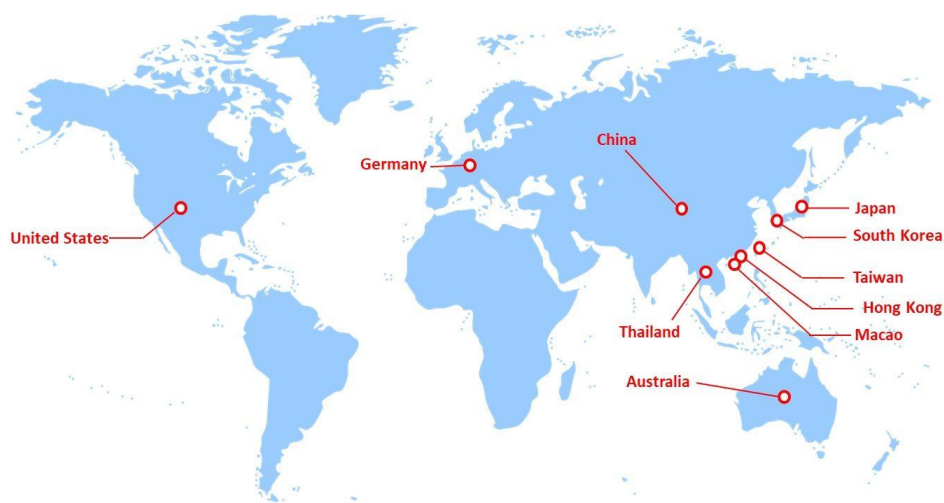 China
Germany
Japan
United States
South Korea
Taiwan
Hong Kong
Thailand
Macao
Australia